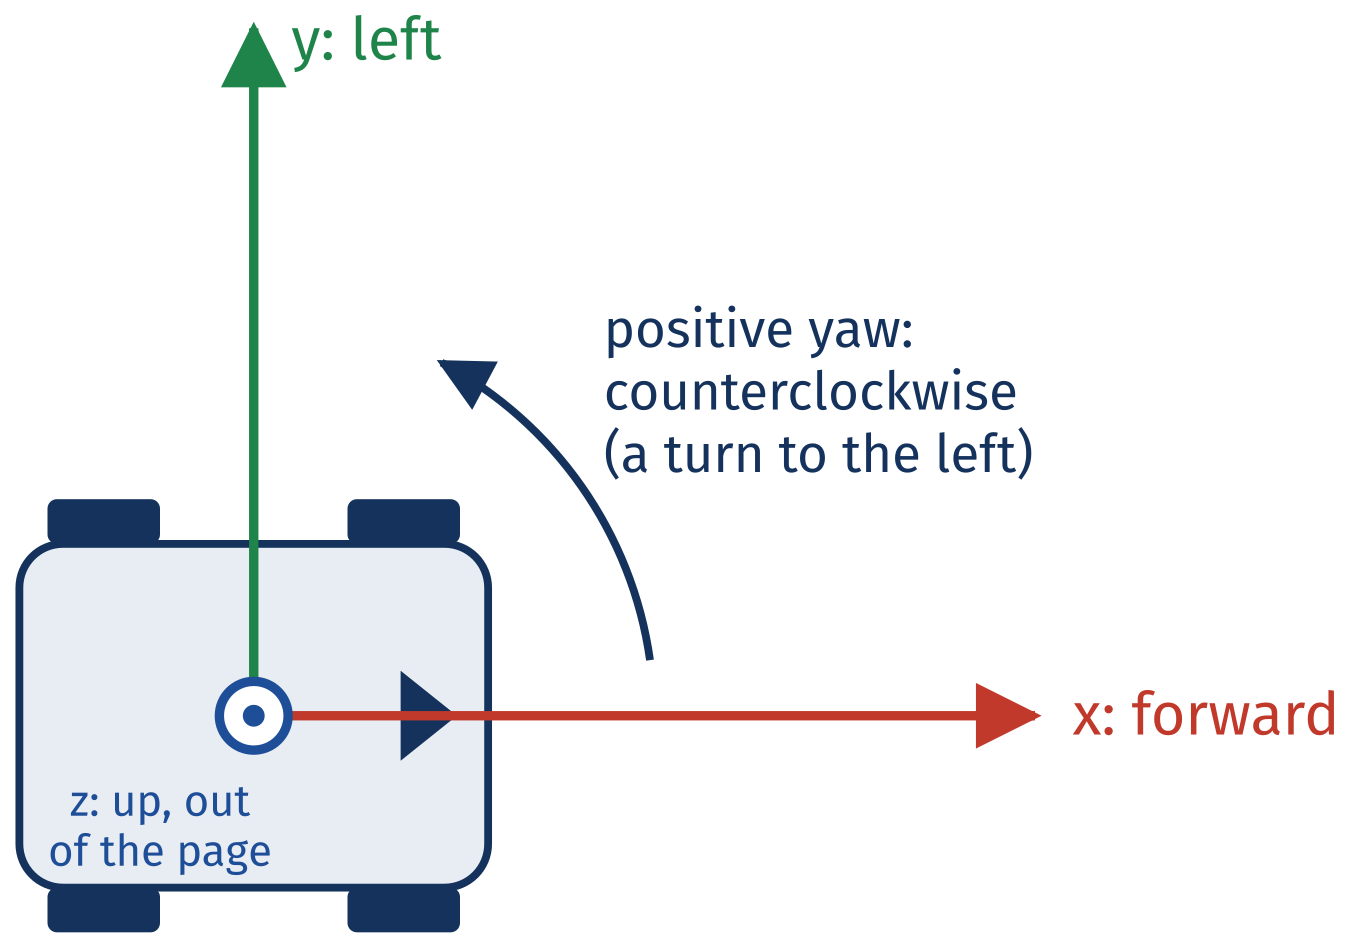 y: left
positive yaw:
counterclockwise
(a turn to the left)
x: forward
z: up, out
of the page